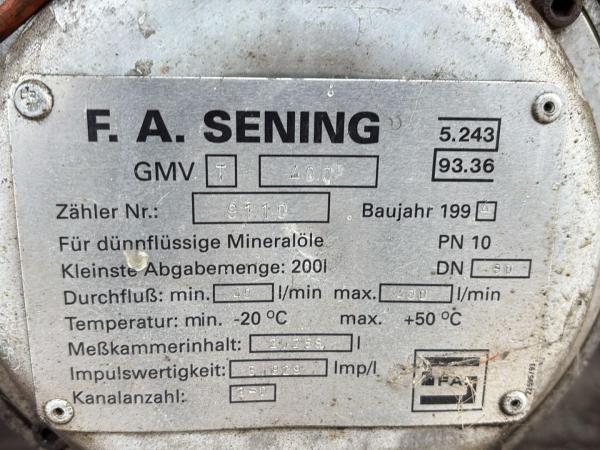 F. A. SENING
5.243
93.36
GMV T
Zähler Nr.: 9110 Baujahr 199
Für dünnflüssige Mineralöle PN 10
Kleinste Abgabemenge: 200l DN
Durchfluß: min. l/min max. l/min
Temperatur: min. -20 °C max. +50 °C
Meßkammerinhalt: l
Impulswertigkeit: Imp/l
Kanalanzahl:
FAS